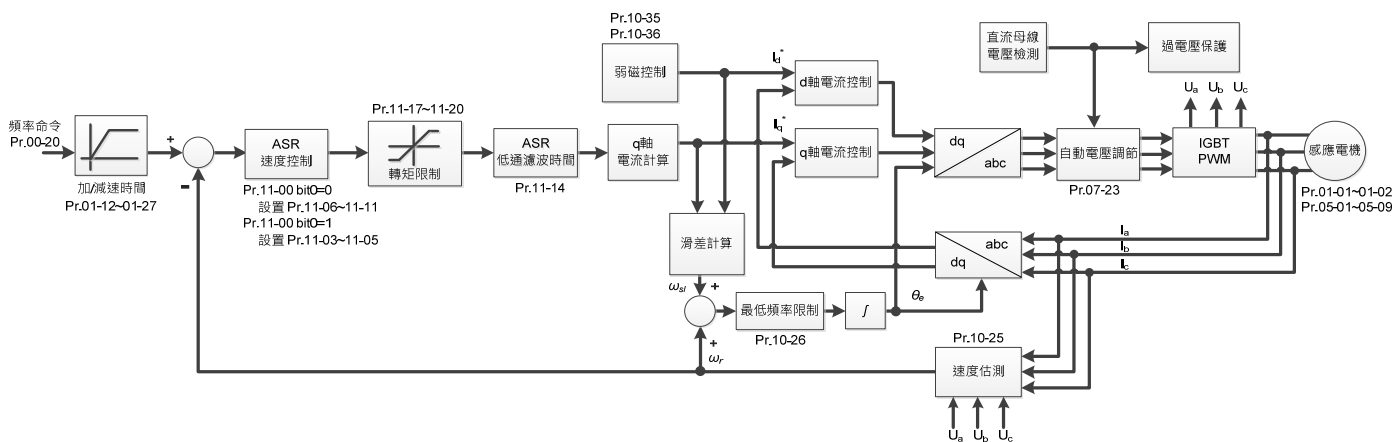 頻率命令
Pr.00-20
加/減速時間
Pr.01-12~01-27
+
-
ASR
速度控制
Pr.11-00 bit0=0
設置 Pr.11-06~11-11
Pr.11-00 bit0=1
設置 Pr.11-03~11-05
Pr.11-17~11-20
轉矩限制
ASR
低通濾波時間
Pr.11-14
q軸
電流計算
Pr.10-35
Pr.10-36
弱磁控制
滑差計算
ωsl
+
+
ωr
最低頻率限制
Pr.10-26
∫
θe
Id*
d軸電流控制
Iq*
q軸電流控制
dq
abc
直流母線
電壓檢測
過電壓保護
自動電壓調節
Pr.07-23
Ua Ub Uc
IGBT
PWM
感應電機
Pr.01-01~01-02
Pr.05-01~05-09
abc
dq
Ia
Ib
Ic
Pr.10-25
速度估測
Ua Ub Uc